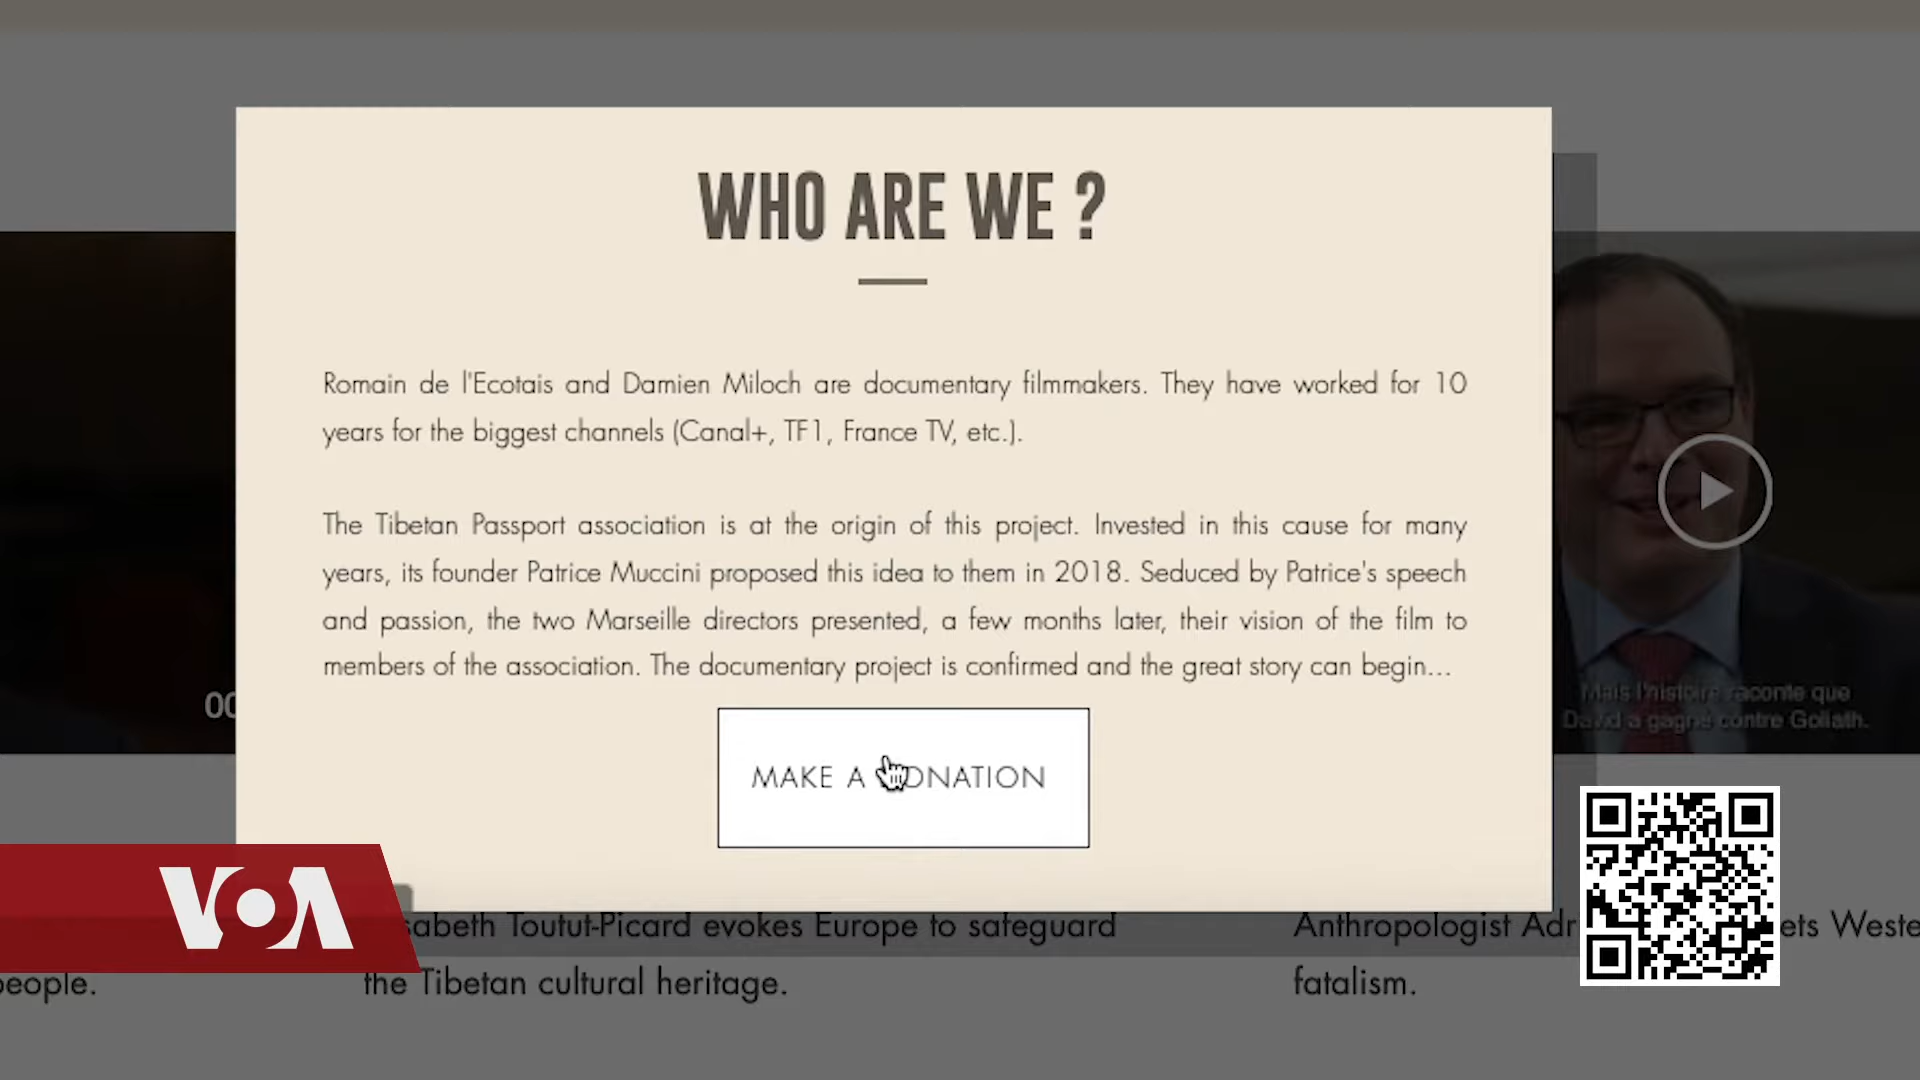 WHO ARE WE ?
Romain de l'Ecotais and Damien Miloch are documentary filmmakers. They have worked for 10
years for the biggest channels (Canal+, TF1, France TV, etc.).
The Tibetan Passport association is at the origin of this project. Invested in this cause for many
years, its founder Patrice Muccini proposed this idea to them in 2018. Seduced by Patrice's speech
and passion, the two Marseille directors presented, a few months later, their vision of the film to
members of the association. The documentary project is confirmed and the great story can begin...
00
Mais l'histoire raconte que
David a gagné contre Goliath.
MAKE A DONATION
VOA
sabeth Toutut-Picard evokes Europe to safeguard
the Tibetan cultural heritage.
people.
Anthropologist Adr
ets Weste
fatalism.